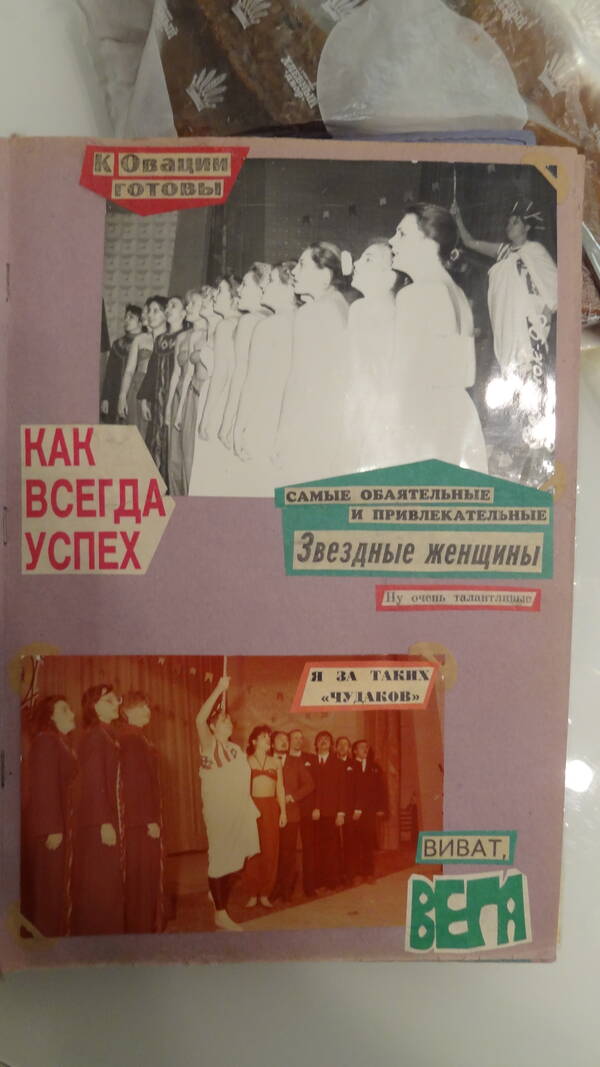 К Овации
готовы
КАК
ВСЕГДА
УСПЕХ
САМЫЕ ОБАЯТЕЛЬНЫЕ
И ПРИВЛЕКАТЕЛЬНЫЕ
Звездные женщины
Ну очень талантливые
Я ЗА ТАКИХ
«ЧУДАКОВ»
ВИВАТ,
ВЕГА